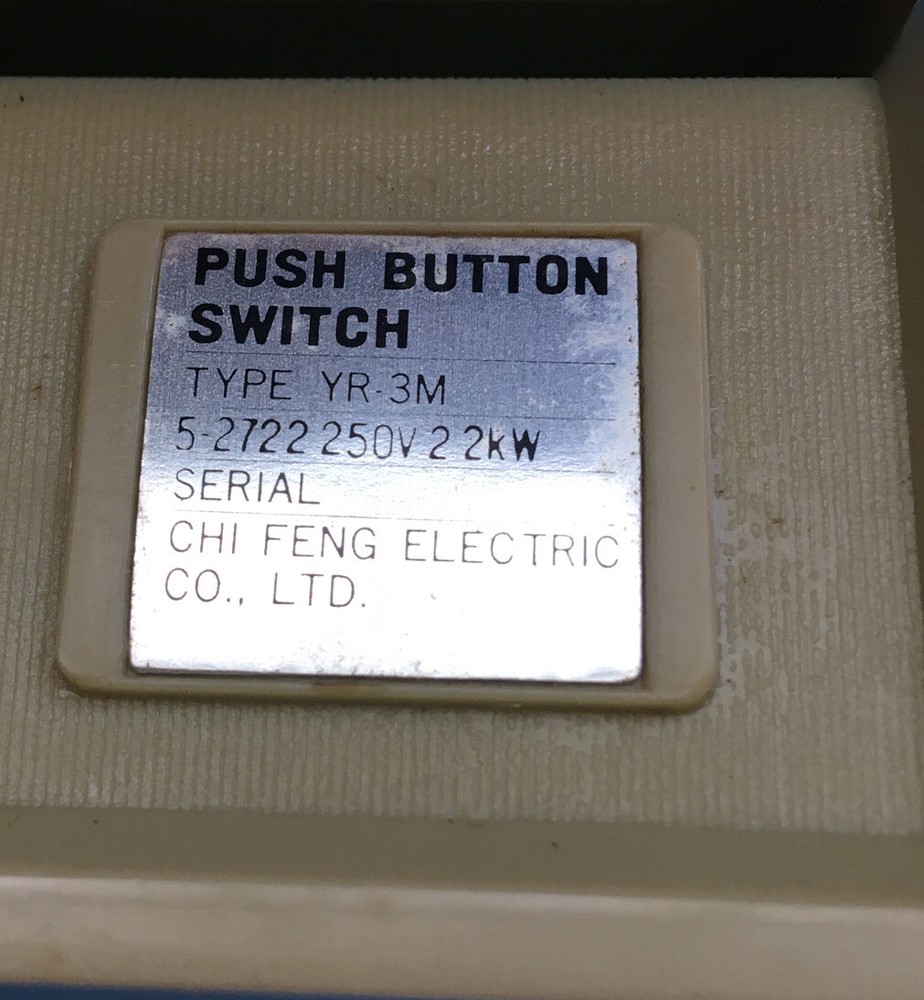 PUSH BUTTON
SWITCH
TYPE YR-3M
5-2722 250V 2 2KW
SERIAL
CHI FENG ELECTRIC
CO., LTD.